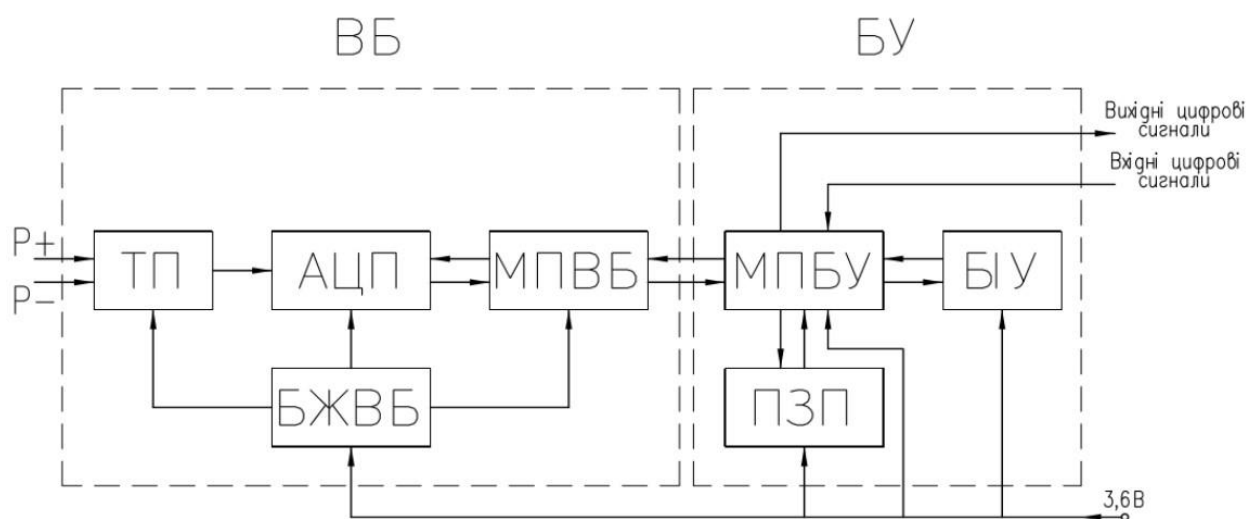 ВБ
БУ
Вихідні цифрові
сигнали
Вхідні цифрові
сигнали
P+
P-
ТП
АЦП
МПВБ
МПБУ
БІУ
БЖВБ
ПЗП
3,6В